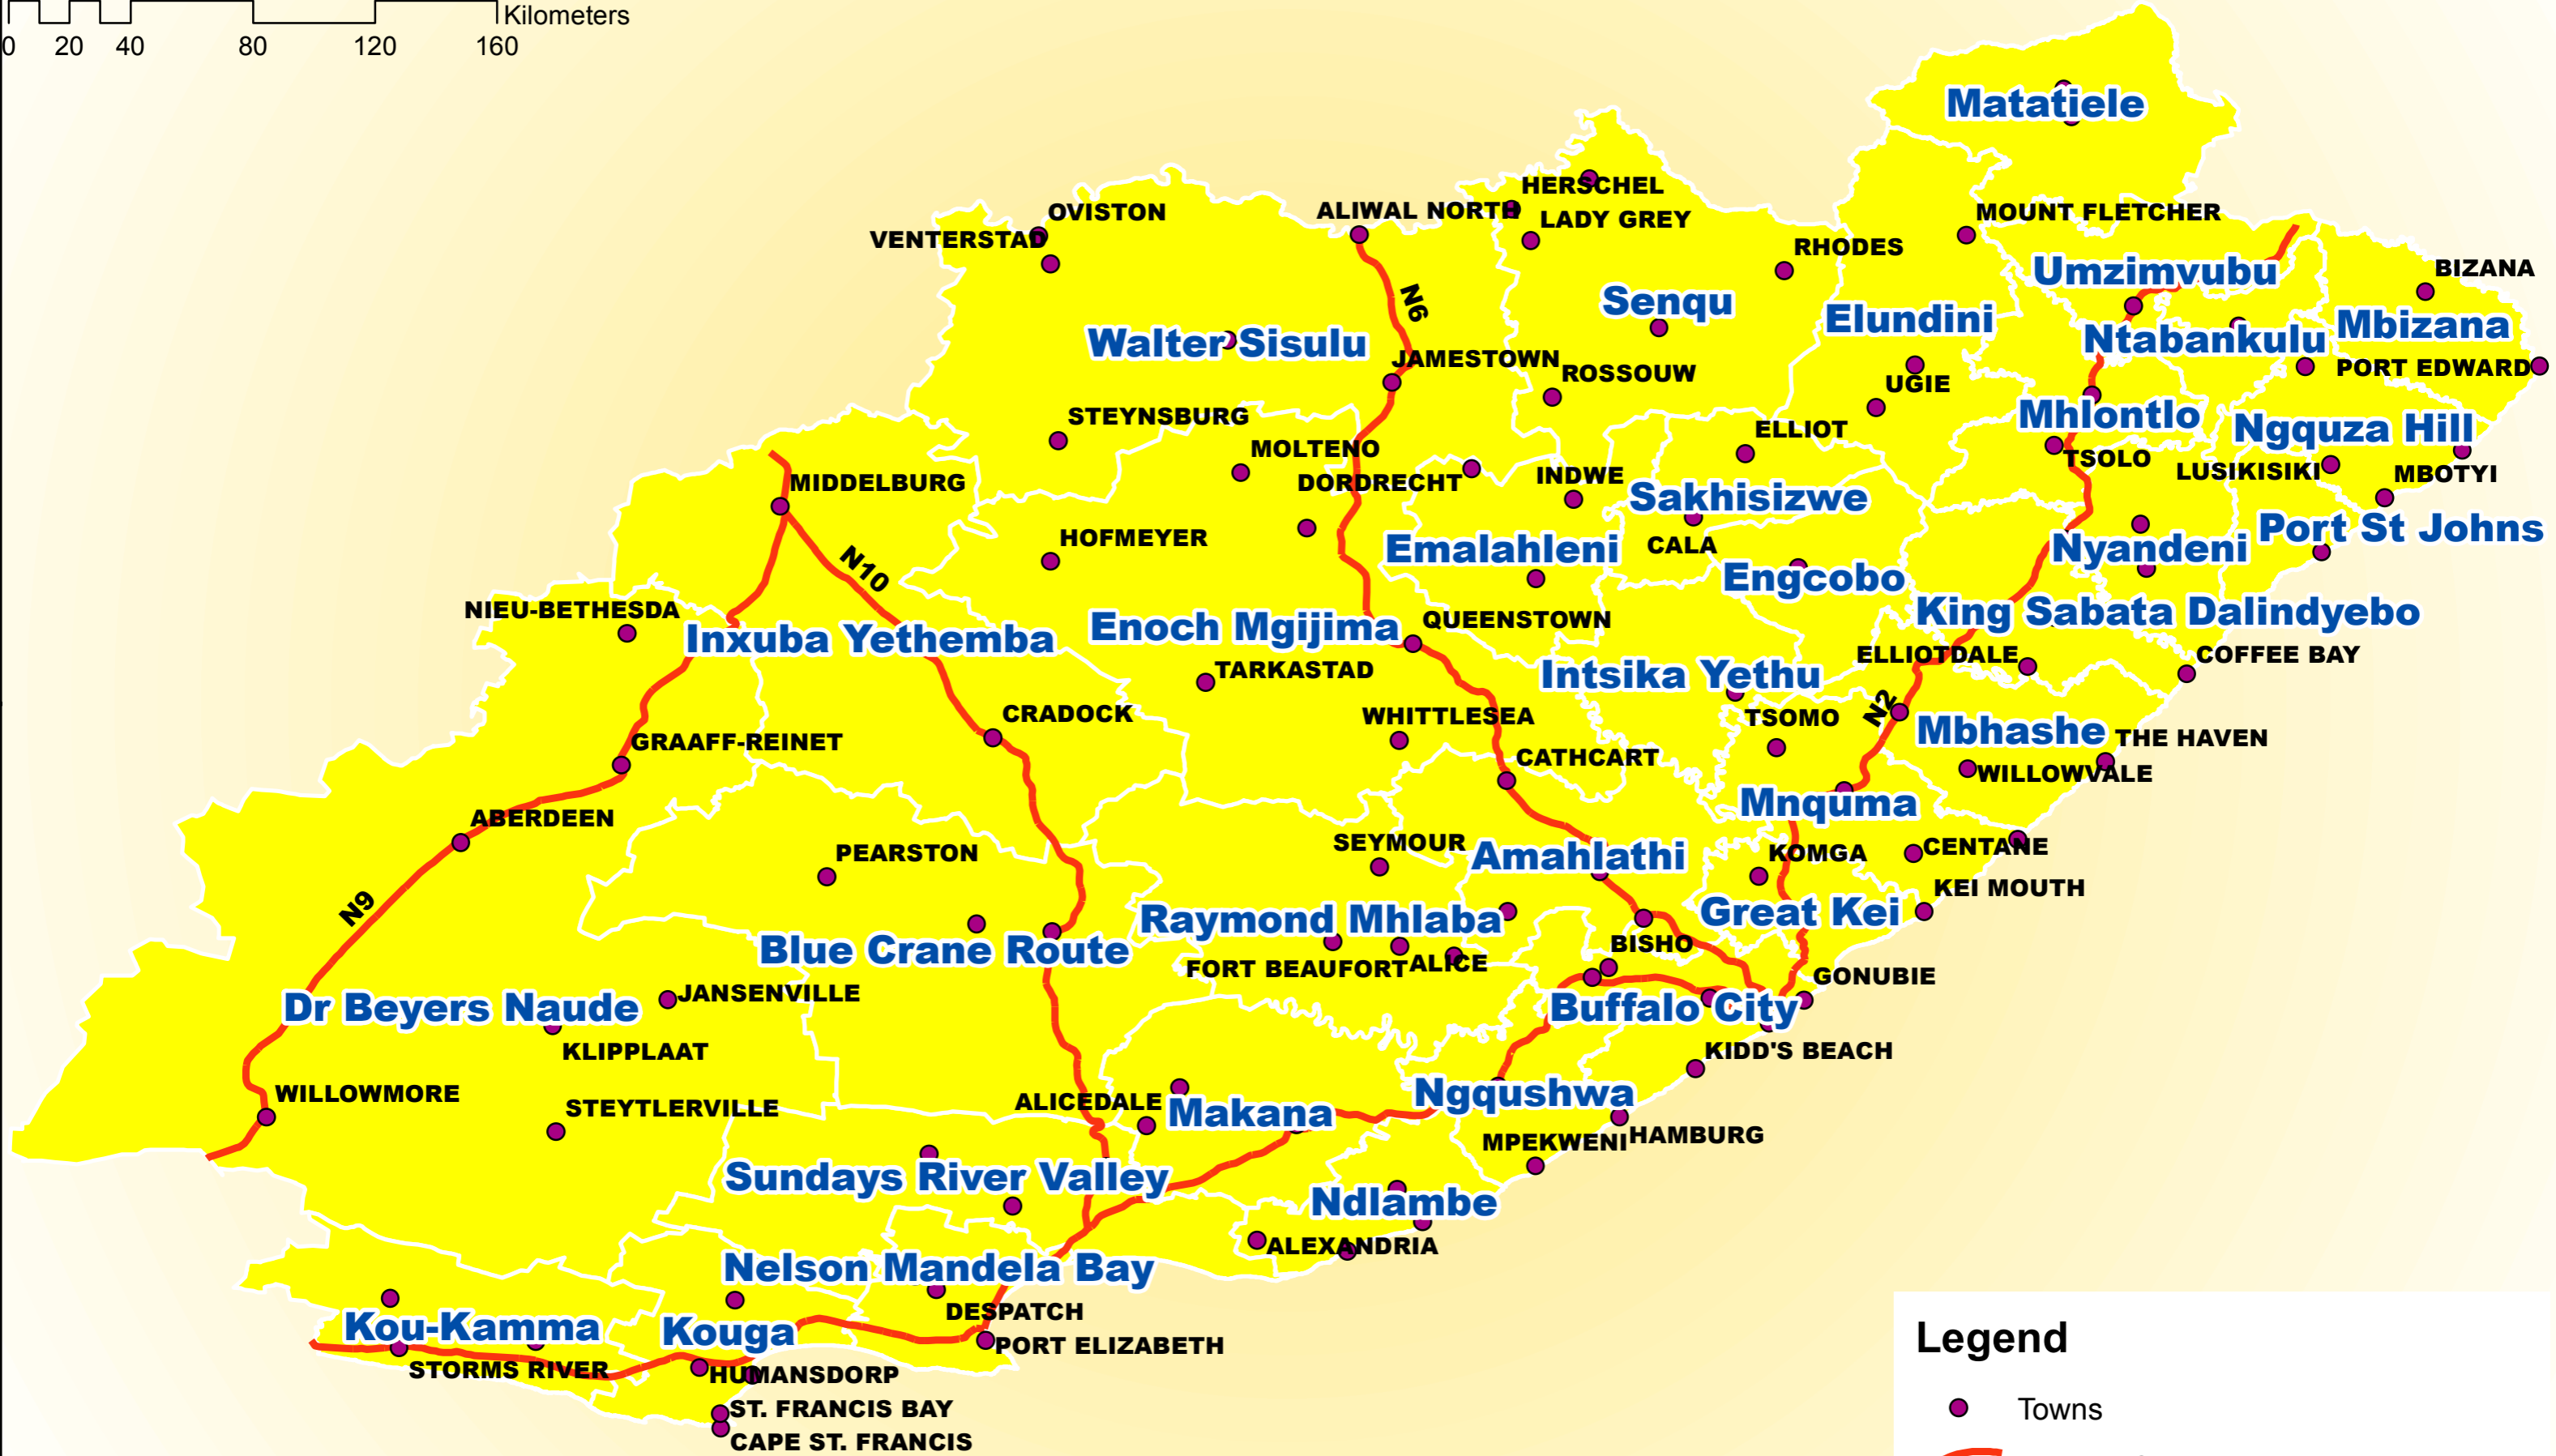 Kilometers
0 20 40 80 120 160
Matatiele
HERSCHEL
OVISTON
ALIWAL NORTH
LADY GREY
MOUNT FLETCHER
VENTERSTAD
RHODES
Umzimvubu
BIZANA
N6
Senqu
Elundini
Mbizana
Walter Sisulu
Ntabankulu
JAMESTOWN
ROSSOUW
PORT EDWARD
UGIE
STEYNSBURG
Mhlontlo
ELLIOT
Ngquza Hill
MOLTENO
TSOLO
LUSIKISIKI
MBOTYI
MIDDELBURG
DORDRECHT
INDWE
Sakhisizwe
HOFMEYER
Port St Johns
Emalahleni
CALA
Nyandeni
N10
Engcobo
NIEU-BETHESDA
King Sabata Dalindyebo
Inxuba Yethemba
Enoch Mgijima
QUEENSTOWN
ELLIOTDALE
COFFEE BAY
TARKASTAD
Intsika Yethu
CRADOCK
WHITTLESEA
TSOMO
N2
Mbhashe
THE HAVEN
GRAAFF-REINET
CATHCART
WILLOWVALE
Mnquma
ABERDEEN
SEYMOUR
CENTANE
PEARSTON
Amahlathi
KOMGA
KEI MOUTH
N9
Raymond Mhlaba
Great Kei
BISHO
Blue Crane Route
FORT BEAUFORT
ALICE
GONUBIE
JANSENVILLE
Dr Beyers Naude
Buffalo City
KLIPPLAAT
KIDD'S BEACH
WILLOWMORE
Ngqushwa
STEYTLERVILLE
ALICEDALE
Makana
MPEKWENI
HAMBURG
Sundays River Valley
Ndlambe
ALEXANDRIA
Nelson Mandela Bay
DESPATCH
Kou-Kamma
Kouga
PORT ELIZABETH
STORMS RIVER
HUMANSDORP
ST. FRANCIS BAY
CAPE ST. FRANCIS
Legend
Towns